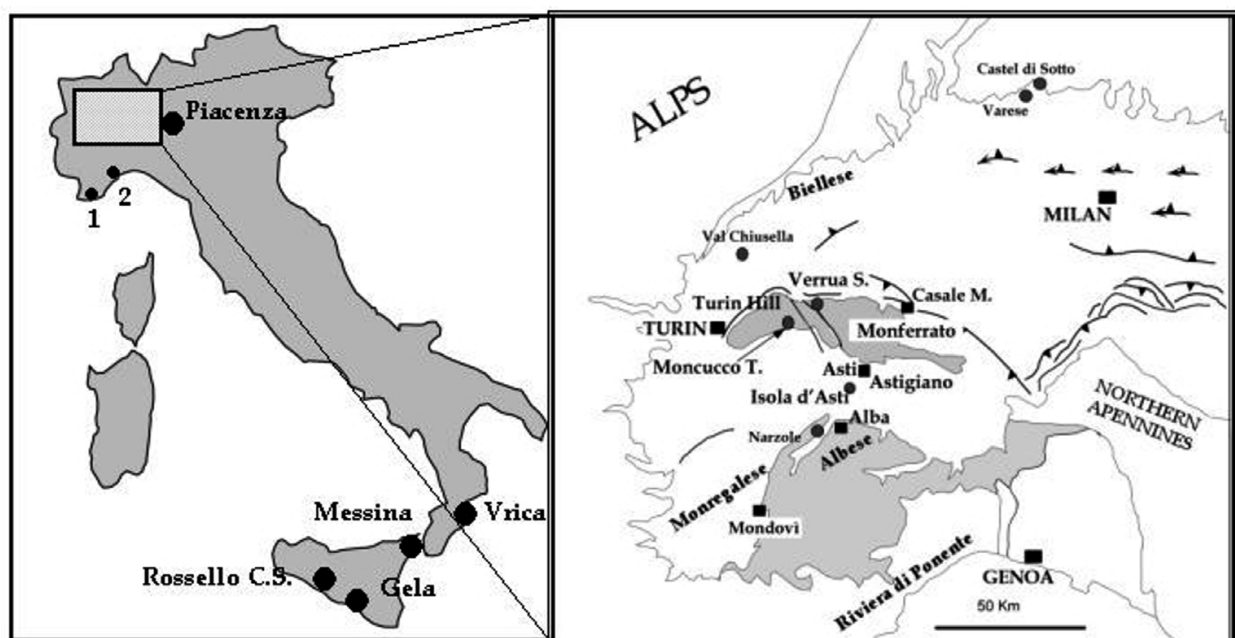 Piacenza
2
1
Messina
Vrica
Rossello C.S.
Gela
ALPS
Castel di Sotto
Varese
Biellese
MILAN
Val Chiusella
Verrua S.
Turin Hill
Casale M.
TURIN
Monferrato
Moncucco T.
Asti
Astigiano
Isola d'Asti
NORTHERN
APENNINES
Alba
Narzole
Albese
Monregalese
Mondovì
GENOA
Riviera di Ponente
50 Km